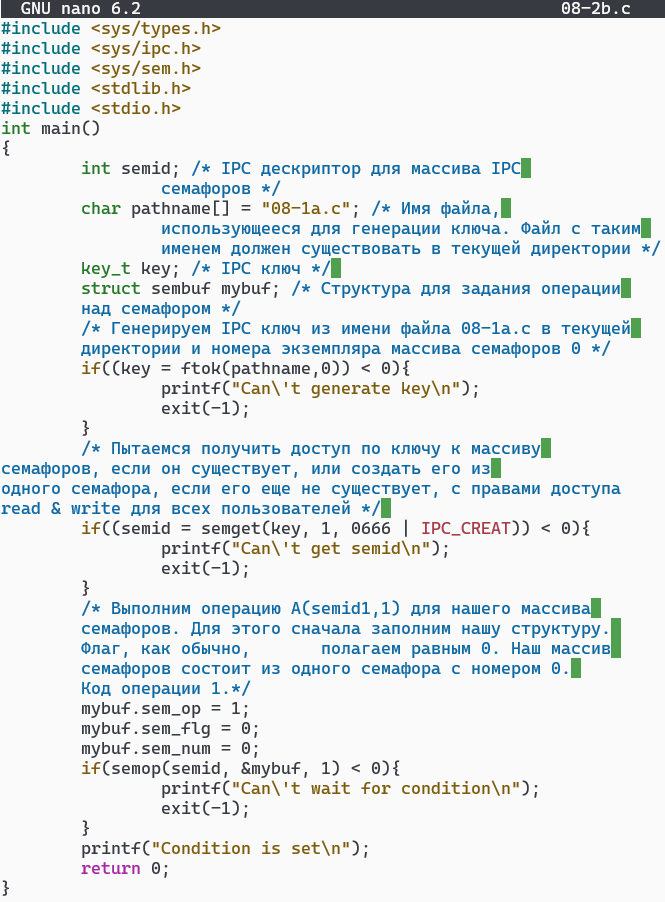 GNU nano 6.2 08-2b.c
#include <sys/types.h>
#include <sys/ipc.h>
#include <sys/sem.h>
#include <stdlib.h>
#include <stdio.h>
int main()
{
        int semid; /* IPC дескриптор для массива IPC
                семафоров */
        char pathname[] = "08-1a.c"; /* Имя файла,
                использующееся для генерации ключа. Файл с таким
                именем должен существовать в текущей директории */
        key_t key; /* IPC ключ */
        struct sembuf mybuf; /* Структура для задания операции
        над семафором */
        /* Генерируем IPC ключ из имени файла 08-1a.c в текущей
        директории и номера экземпляра массива семафоров 0 */
        if((key = ftok(pathname,0)) < 0){
                printf("Can\'t generate key\n");
                exit(-1);
        }
        /* Пытаемся получить доступ по ключу к массиву
семафоров, если он существует, или создать его из
одного семафора, если его еще не существует, с правами доступа
read & write для всех пользователей */
        if((semid = semget(key, 1, 0666 | IPC_CREAT)) < 0){
                printf("Can\'t get semid\n");
                exit(-1);
        }
        /* Выполним операцию A(semid1,1) для нашего массива
        семафоров. Для этого сначала заполним нашу структуру.
        Флаг, как обычно,       полагаем равным 0. Наш массив
        семафоров состоит из одного семафора с номером 0.
        Код операции 1.*/
        mybuf.sem_op = 1;
        mybuf.sem_flg = 0;
        mybuf.sem_num = 0;
        if(semop(semid, &mybuf, 1) < 0){
                printf("Can\'t wait for condition\n");
                exit(-1);
        }
        printf("Condition is set\n");
        return 0;
}